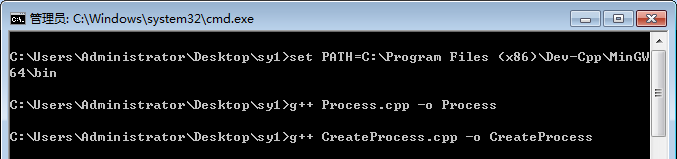 管理员: C:\Windows\system32\cmd.exe
C:\Users\Administrator\Desktop\sy1>set PATH=C:\Program Files (x86)\Dev-Cpp\MinGW
64\bin
C:\Users\Administrator\Desktop\sy1>g++ Process.cpp -o Process
C:\Users\Administrator\Desktop\sy1>g++ CreateProcess.cpp -o CreateProcess